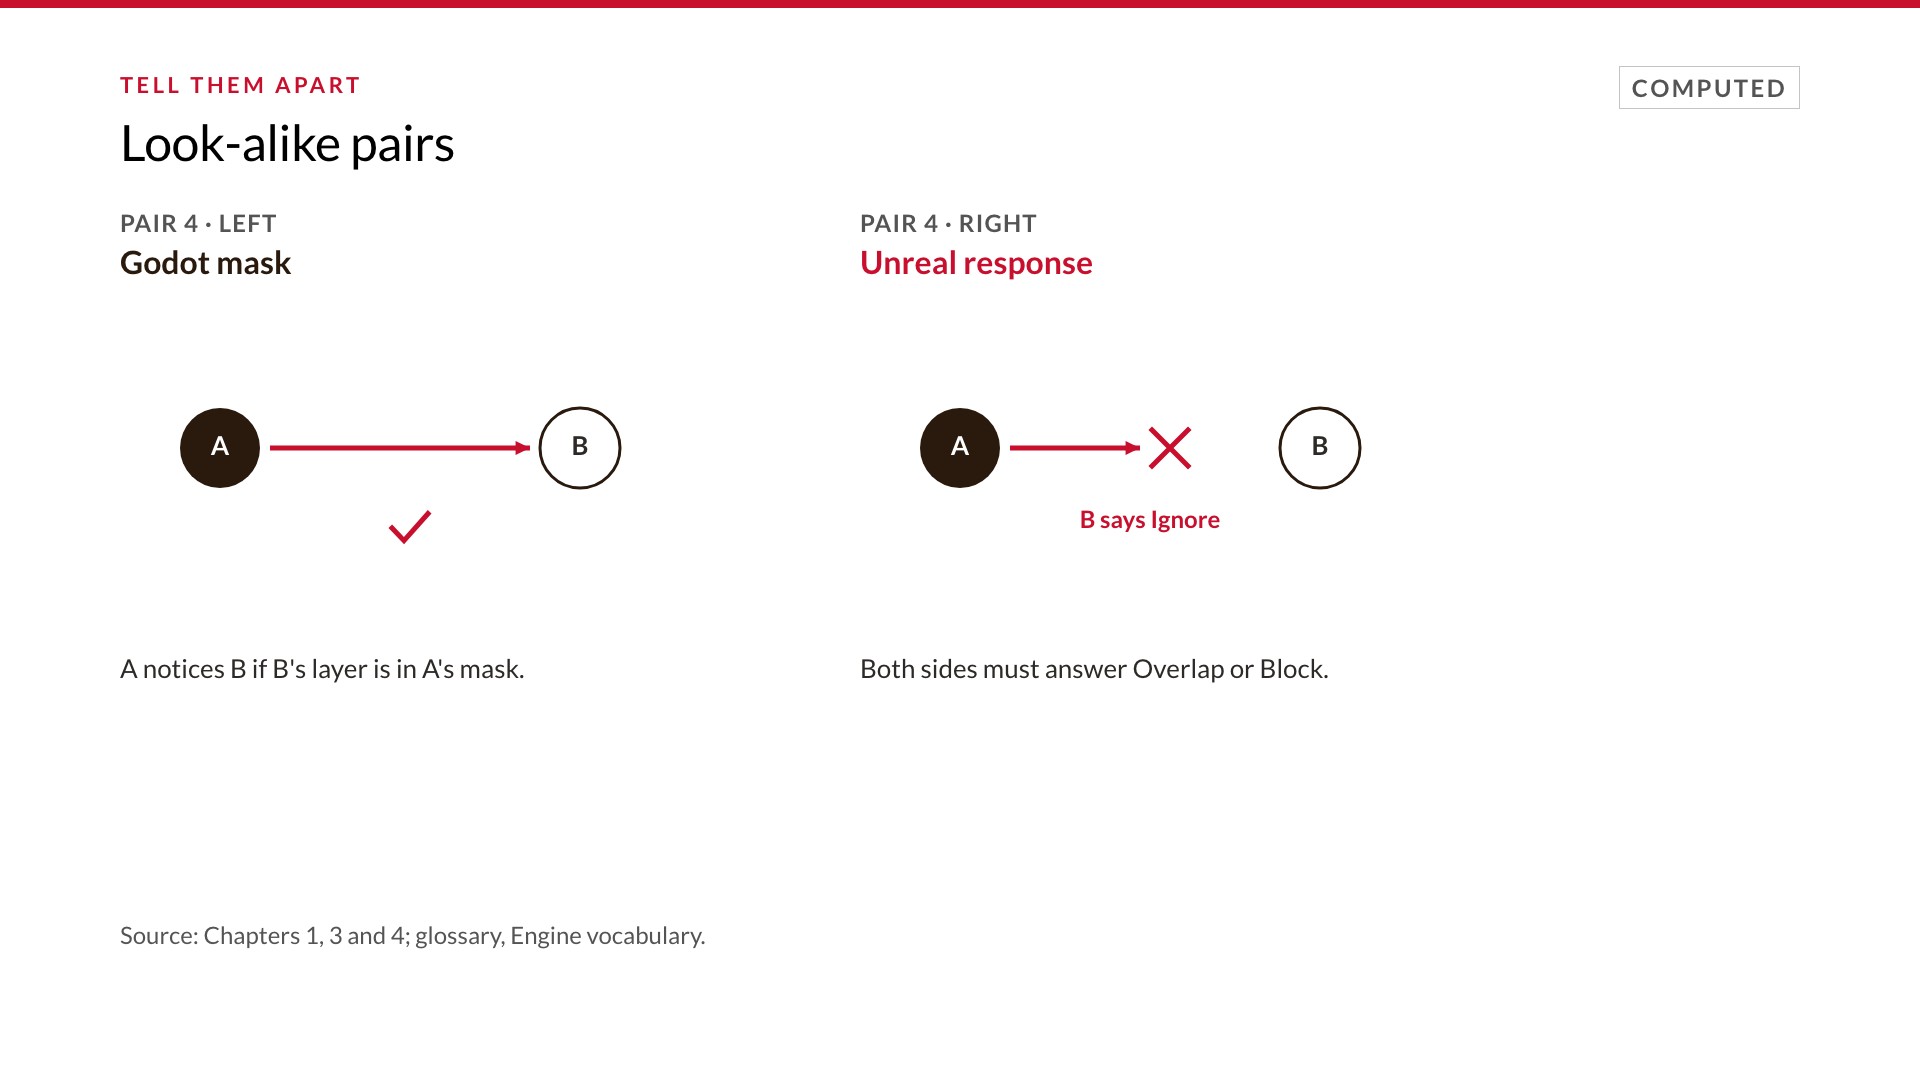 TELL THEM APART
COMPUTED
Look-alike pairs
PAIR 4 · LEFT
Godot mask
PAIR 4 · RIGHT
Unreal response
A
B
A
B
B says Ignore
A notices B if B's layer is in A's mask.
Both sides must answer Overlap or Block.
Source: Chapters 1, 3 and 4; glossary, Engine vocabulary.